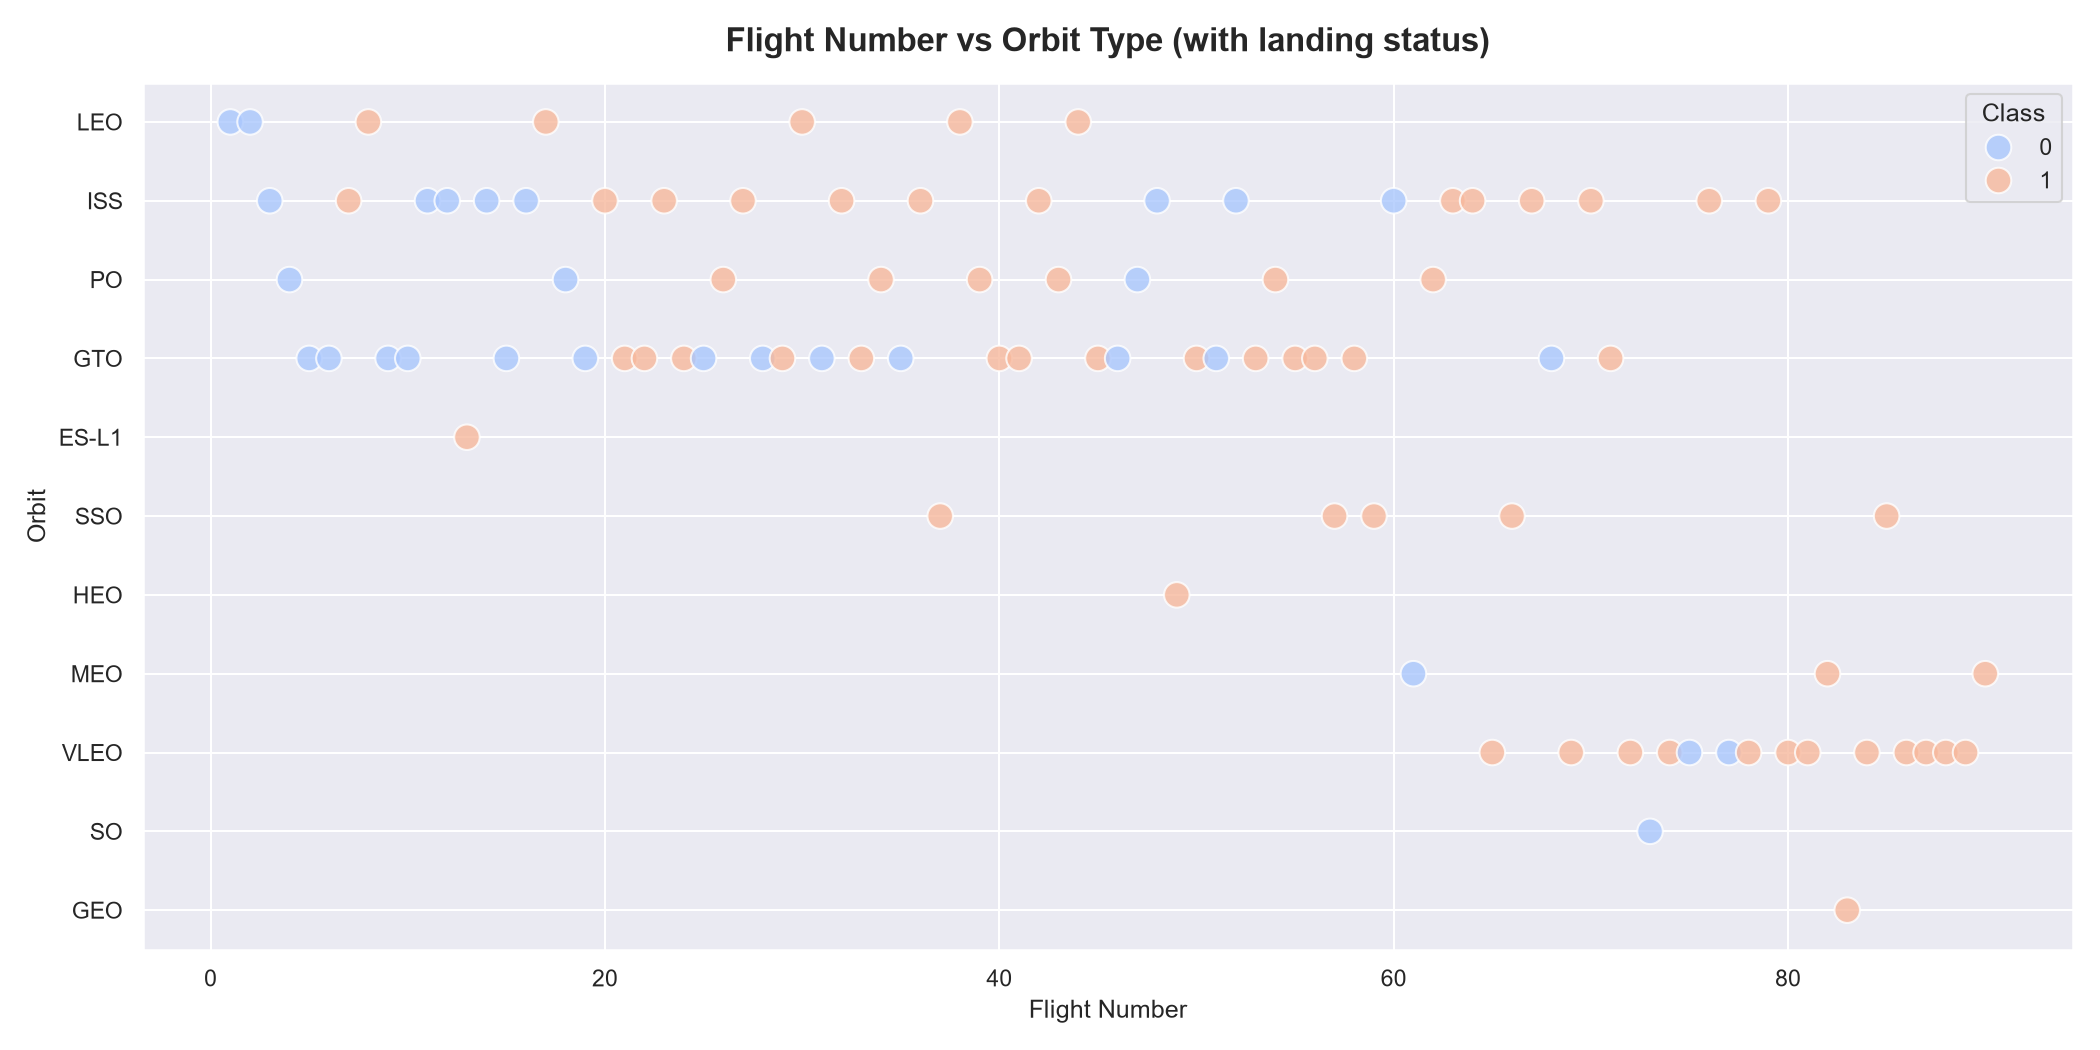 Flight Number vs Orbit Type (with landing status)
Class
0
1
Orbit
LEO
ISS
PO
GTO
ES-L1
SSO
HEO
MEO
VLEO
SO
GEO
0 20 40 60 80
Flight Number